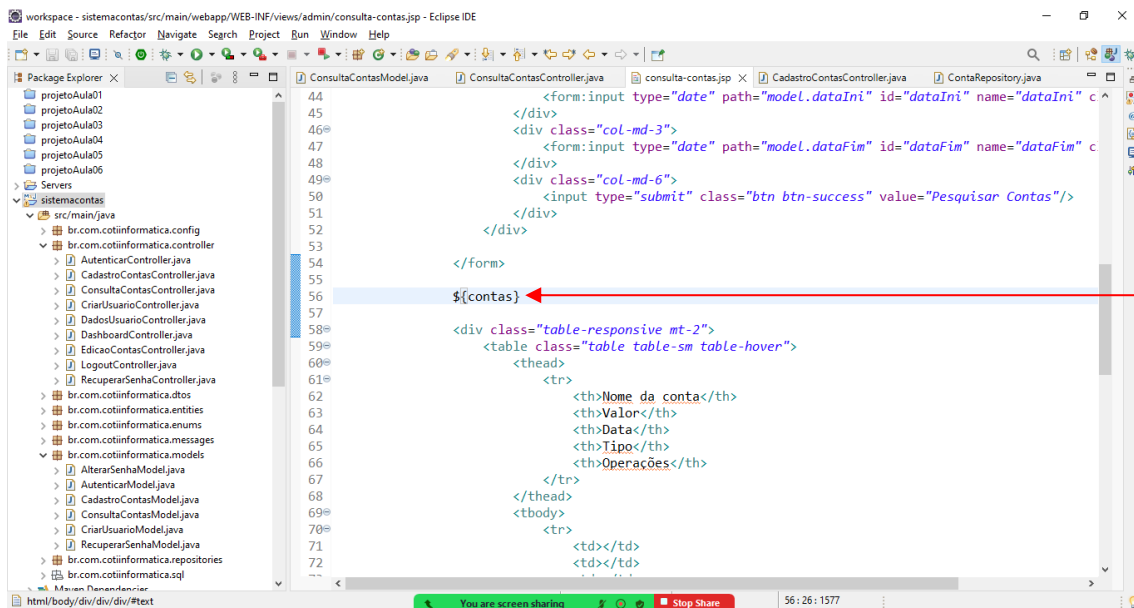 workspace - sistemacontas/src/main/webapp/WEB-INF/views/admin/consulta-contas.jsp - Eclipse IDE
File Edit Source Refactor Navigate Search Project Run Window Help
Package Explorer
ConsultaContasModel.java ConsultaContasController.java consulta-contas.jsp CadastroContasController.java ContaRepository.java
projetoAula01
projetoAula02
projetoAula03
projetoAula04
projetoAula05
projetoAula06
Servers
sistemacontas
src/main/java
br.com.cotiinformatica.config
br.com.cotiinformatica.controller
AutenticarController.java
CadastroContasController.java
ConsultaContasController.java
CriarUsuarioController.java
DadosUsuarioController.java
DashboardController.java
EdicaoContasController.java
LogoutController.java
RecuperarSenhaController.java
br.com.cotiinformatica.dtos
br.com.cotiinformatica.entities
br.com.cotiinformatica.enums
br.com.cotiinformatica.messages
br.com.cotiinformatica.models
AlterarSenhaModel.java
AutenticarModel.java
CadastroContasModel.java
ConsultaContasModel.java
CriarUsuarioModel.java
RecuperarSenhaModel.java
br.com.cotiinformatica.repositories
br.com.cotiinformatica.sql
Maven Dependencies
44 <form:input type="date" path="model.dataIni" id="dataIni" name="dataIni" c
45 </div>
46 <div class="col-md-3">
47 <form:input type="date" path="model.dataFim" id="dataFim" name="dataFim" c
48 </div>
49 <div class="col-md-6">
50 <input type="submit" class="btn btn-success" value="Pesquisar Contas"/>
51 </div>
52 </div>
53
54 </form>
55
56 ${contas}
57
58 <div class="table-responsive mt-2">
59 <table class="table table-sm table-hover">
60 <thead>
61 <tr>
62 <th>Nome da conta</th>
63 <th>Valor</th>
64 <th>Data</th>
65 <th>Tipo</th>
66 <th>Operações</th>
67 </tr>
68 </thead>
69 <tbody>
70 <tr>
71 <td></td>
72 <td></td>
html/body/div/div/div/#text
You are screen sharing Stop Share
56 : 26 : 1577